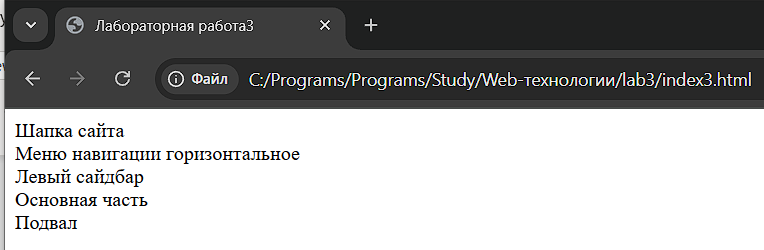 Лабораторная работа3
Файл
C:/Programs/Programs/Study/Web-технологии/lab3/index3.html
Шапка сайта
Меню навигации горизонтальное
Левый сайдбар
Основная часть
Подвал